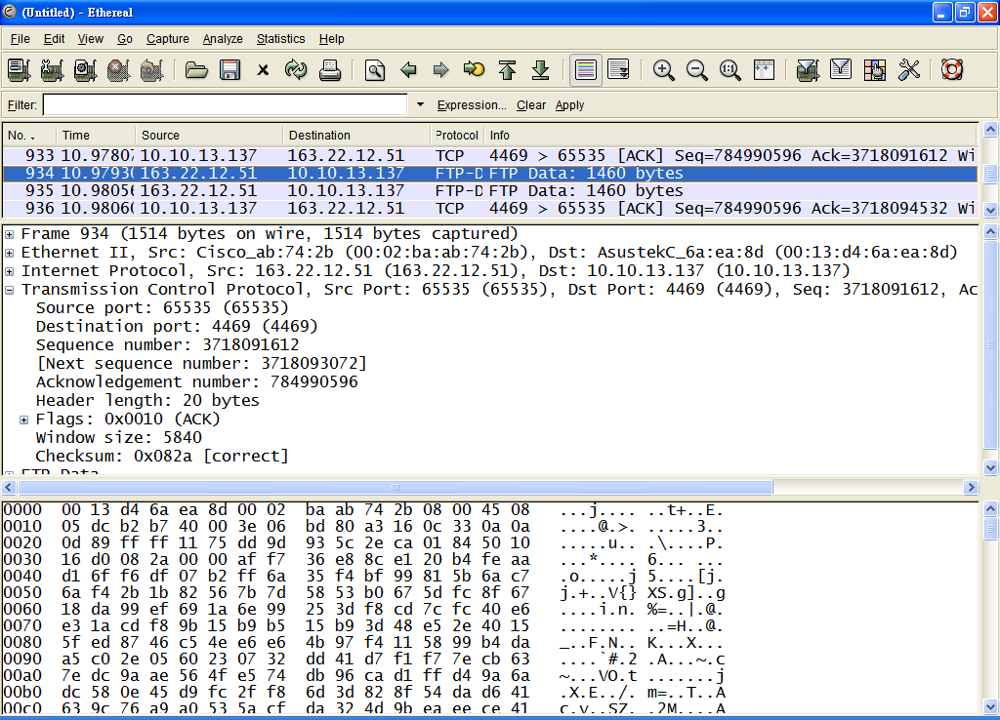 (Untitled) - Ethereal
File Edit View Go Capture Analyze Statistics Help
Filter: Expression... Clear Apply
No. . Time Source Destination Protocol Info
933 10.9780 10.10.13.137 163.22.12.51 TCP 4469 > 65535 [ACK] Seq=784990596 Ack=3718091612 Wi
934 10.9793 163.22.12.51 10.10.13.137 FTP-D FTP Data: 1460 bytes
935 10.9805 163.22.12.51 10.10.13.137 FTP-D FTP Data: 1460 bytes
936 10.9806 10.10.13.137 163.22.12.51 TCP 4469 > 65535 [ACK] Seq=784990596 Ack=3718094532 Wi
Frame 934 (1514 bytes on wire, 1514 bytes captured)
Ethernet II, Src: Cisco_ab:74:2b (00:02:ba:ab:74:2b), Dst: AsustekC_6a:ea:8d (00:13:d4:6a:ea:8d)
Internet Protocol, Src: 163.22.12.51 (163.22.12.51), Dst: 10.10.13.137 (10.10.13.137)
Transmission Control Protocol, Src Port: 65535 (65535), Dst Port: 4469 (4469), Seq: 3718091612, Ac
Source port: 65535 (65535)
Destination port: 4469 (4469)
Sequence number: 3718091612
[Next sequence number: 3718093072]
Acknowledgement number: 784990596
Header length: 20 bytes
Flags: 0x0010 (ACK)
Window size: 5840
Checksum: 0x082a [correct]
FTP Data
0000 00 13 d4 6a ea 8d 00 02 ba ab 74 2b 08 00 45 08 ...j.... ..t+..E.
0010 05 dc b2 b7 40 00 3e 06 bd 80 a3 16 0c 33 0a 0a ....@.>. .....3..
0020 0d 89 ff ff 11 75 dd 9d 93 5c 2e ca 01 84 50 10 .....u.. .\....P.
0030 16 d0 08 2a 00 00 af f7 36 e8 8c e1 20 b4 fe aa ...*.... 6... ...
0040 d1 6f f6 df 07 b2 ff 6a 35 f4 bf 99 81 5b 6a c7 .o.....j 5....[j.
0050 6a f4 2b 1b 82 56 7b 7d 58 53 b0 67 5d fc 8f 67 j.+..V{} XS.g]..g
0060 18 da 99 ef 69 1a 6e 99 25 3d f8 cd 7c fc 40 e6 ....i.n. %=..|.@.
0070 e3 1a cd f8 9b 15 b9 b5 15 b9 3d 48 e5 2e 40 15 ........ ..=H..@.
0080 5f ed 87 46 c5 4e e6 e6 4b 97 f4 11 58 99 b4 da _..F.N.. K...X...
0090 a5 c0 2e 05 60 23 07 32 dd 41 d7 f1 f7 7e cb 63 ....`#.2 .A...~.c
00a0 7e dc 9a ae 56 4f e5 74 db 96 ca d1 ff d4 9a 6a ~...VO.t .......j
00b0 dc 58 0e 45 d9 fc 2f f8 6d 3d 82 8f 54 da d6 41 .X.E../. m=..T..A
00c0 63 9c 76 a9 a0 53 5a cf da 32 4d 9b ea ee ce 41 c.v..SZ. .2M....A